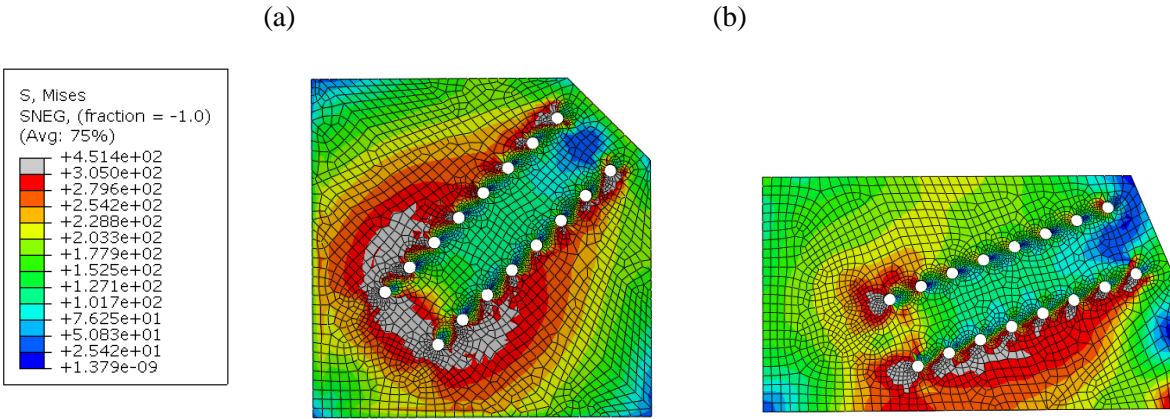 (a)
(b)
S, Mises
SNEG, (fraction = -1.0)
(Avg: 75%)
+4.514e+02
+3.050e+02
+2.796e+02
+2.542e+02
+2.288e+02
+2.033e+02
+1.779e+02
+1.525e+02
+1.271e+02
+1.017e+02
+7.625e+01
+5.083e+01
+2.542e+01
+1.379e-09